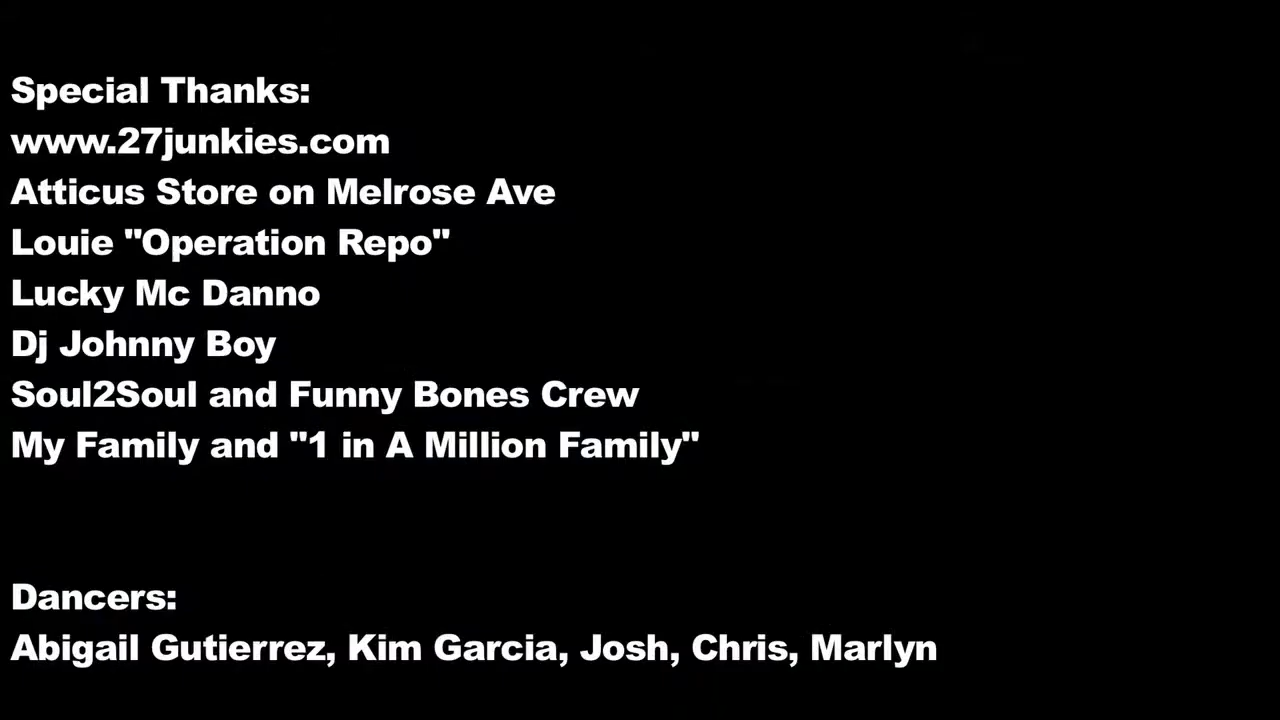 Special Thanks:
www.27junkies.com
Atticus Store on Melrose Ave
Louie "Operation Repo"
Lucky Mc Danno
Dj Johnny Boy
Soul2Soul and Funny Bones Crew
My Family and "1 in A Million Family"
Dancers:
Abigail Gutierrez, Kim Garcia, Josh, Chris, Marlyn